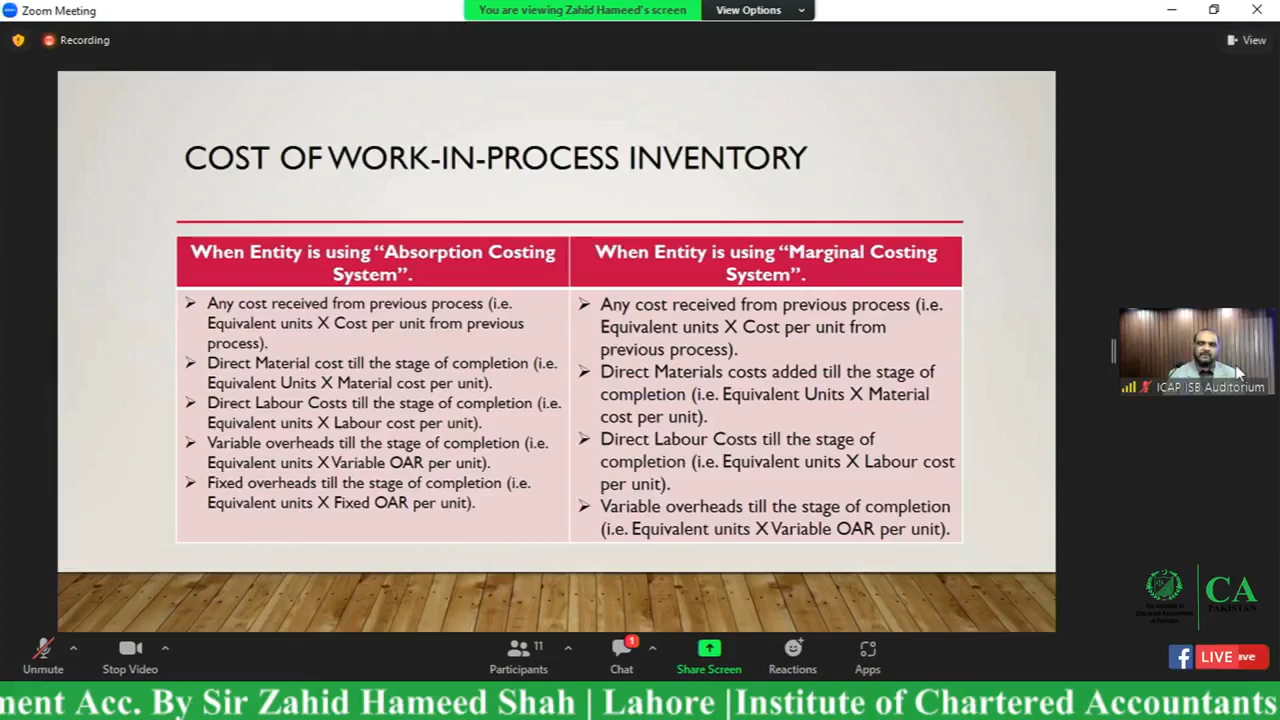 Zoom Meeting
You are viewing Zahid Hameed's screen
View Options
Recording
View
COST OF WORK-IN-PROCESS INVENTORY
When Entity is using “Absorption Costing
System”.
➢ Any cost received from previous process (i.e.
Equivalent units X Cost per unit from previous
process).
➢ Direct Material cost till the stage of completion (i.e.
Equivalent Units X Material cost per unit).
➢ Direct Labour Costs till the stage of completion (i.e.
Equivalent units X Labour cost per unit).
➢ Variable overheads till the stage of completion (i.e.
Equivalent units X Variable OAR per unit).
➢ Fixed overheads till the stage of completion (i.e.
Equivalent units X Fixed OAR per unit).
When Entity is using “Marginal Costing
System”.
➢ Any cost received from previous process (i.e.
Equivalent units X Cost per unit from
previous process).
➢ Direct Materials costs added till the stage of
completion (i.e. Equivalent Units X Material
cost per unit).
➢ Direct Labour Costs till the stage of
completion (i.e. Equivalent units X Labour cost
per unit).
➢ Variable overheads till the stage of completion
(i.e. Equivalent units X Variable OAR per unit).
ICAP ISB Auditorium
The Institute of
Chartered Accountants
of Pakistan
CA
PAKISTAN
LIVE
Unmute
Stop Video
11
Participants
1
Chat
Share Screen
Reactions
Apps
ment Acc. By Sir Zahid Hameed Shah | Lahore |Institute of Chartered Accountants